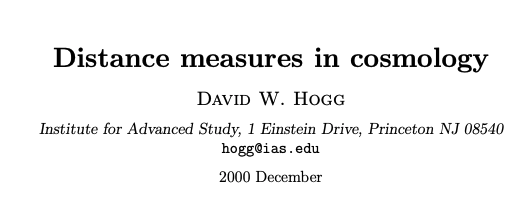 Distance measures in cosmology
David W. Hogg
Institute for Advanced Study, 1 Einstein Drive, Princeton NJ 08540
hogg@ias.edu
2000 December